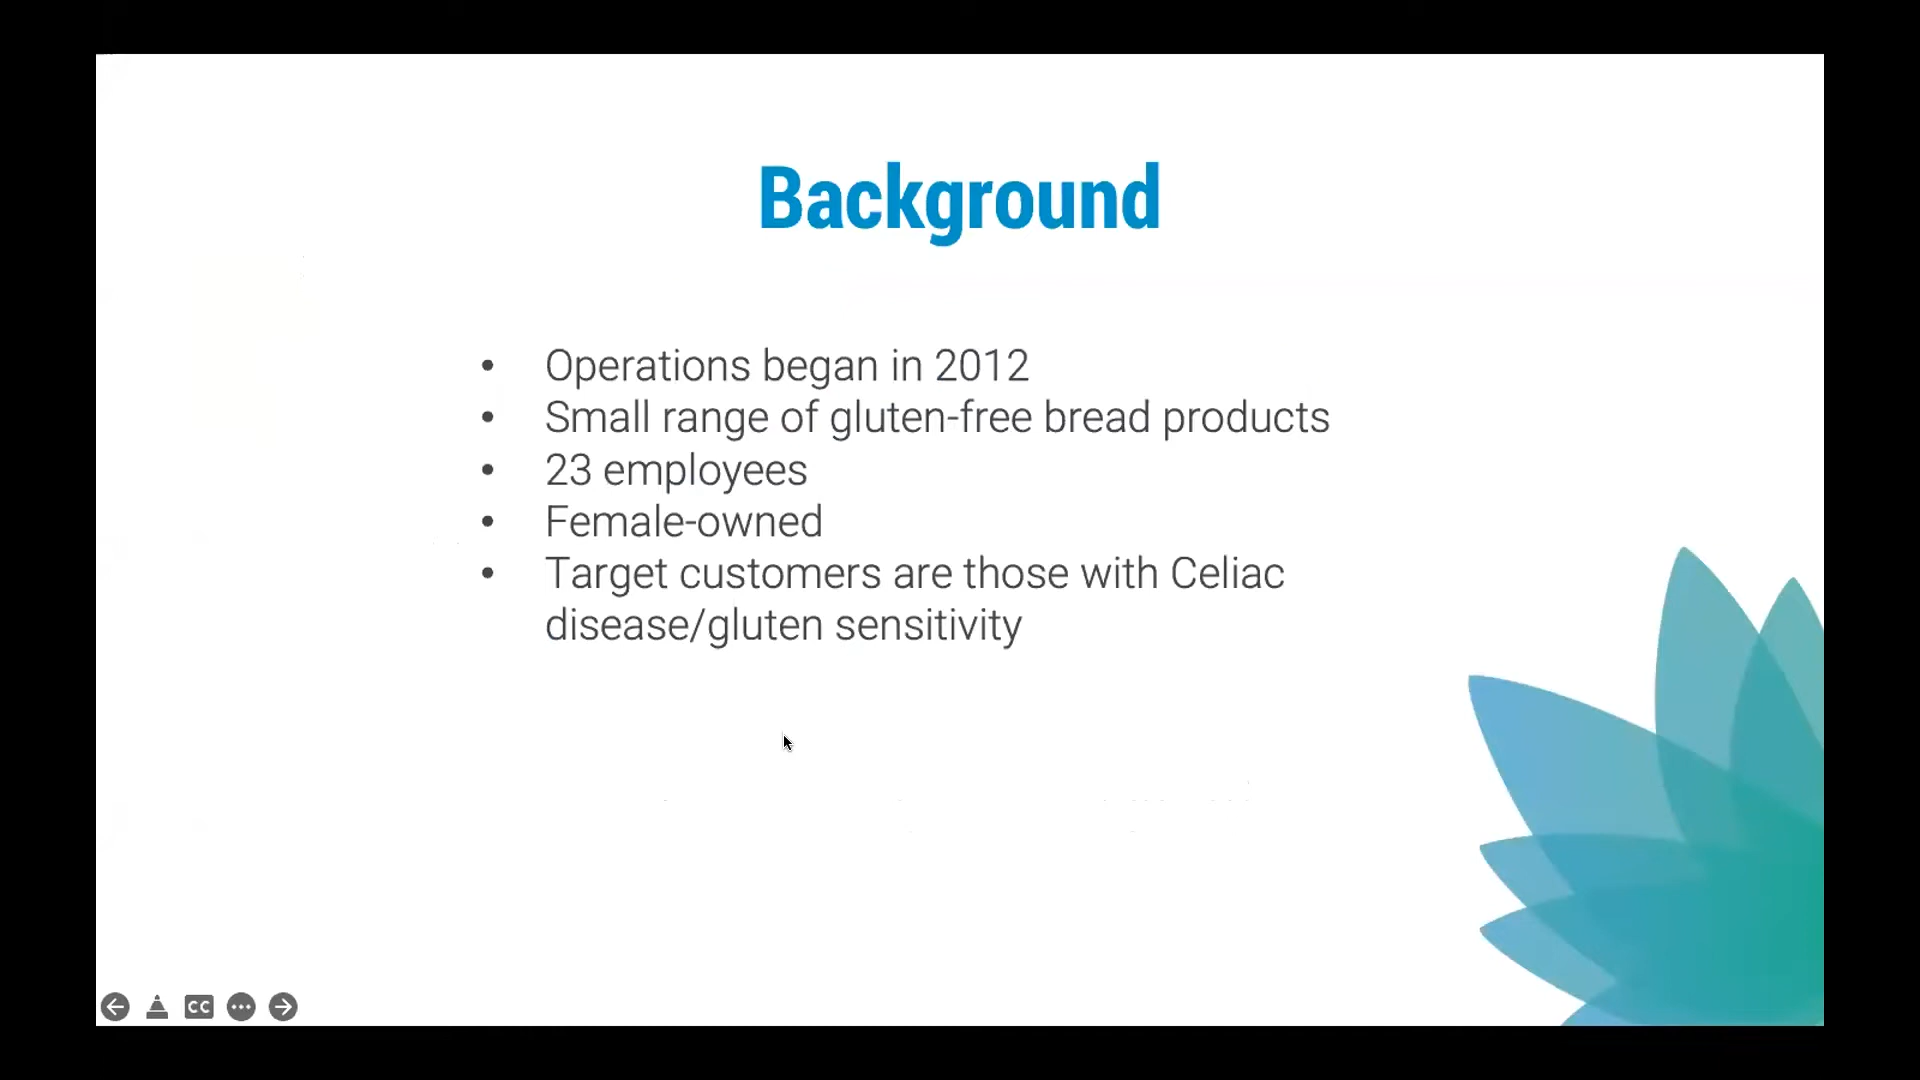 Background
• Operations began in 2012
• Small range of gluten-free bread products
• 23 employees
• Female-owned
• Target customers are those with Celiac
disease/gluten sensitivity
CC